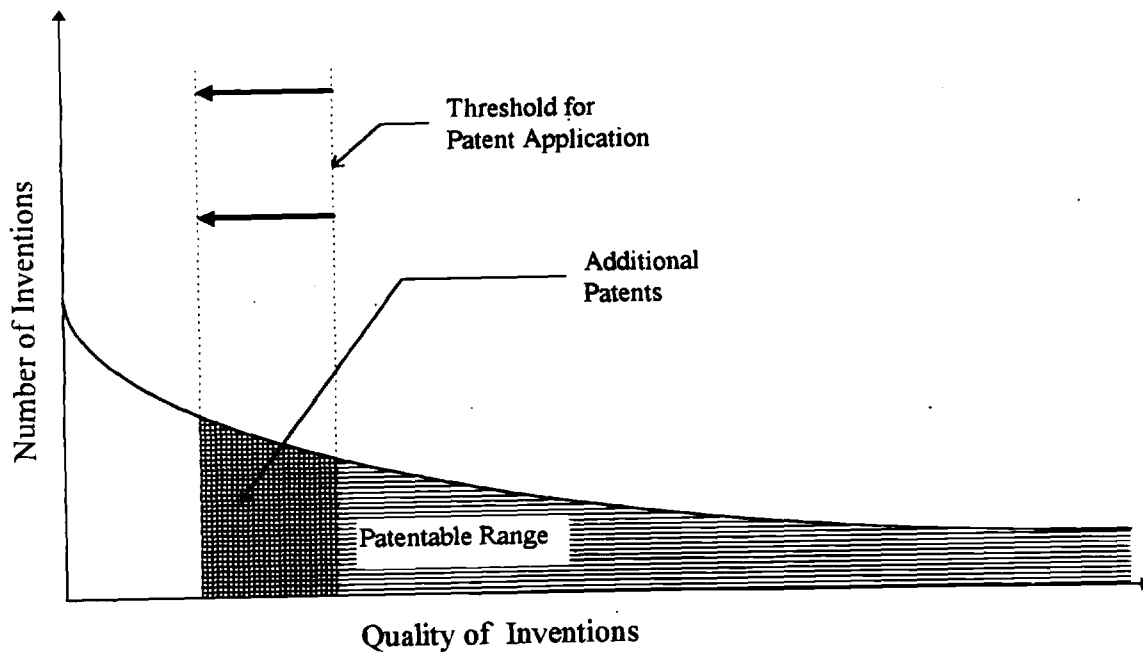 Threshold for
Patent Application
Additional
Patents
Number of Inventions
Patentable Range
Quality of Inventions